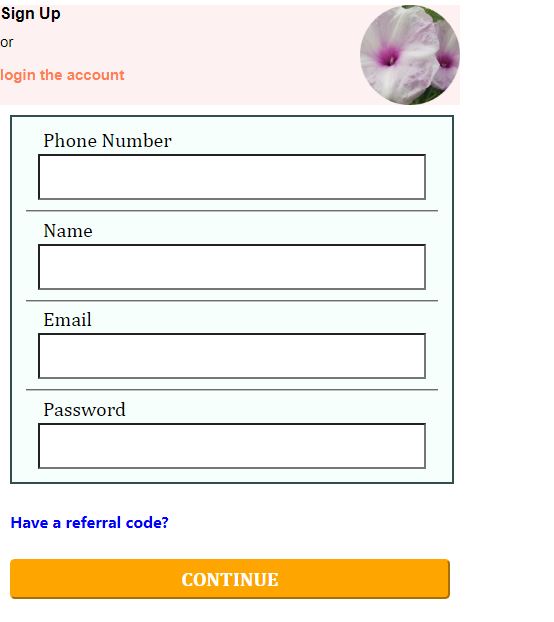 Sign Up
or
login the account
Phone Number
Name
Email
Password
Have a referral code?
CONTINUE